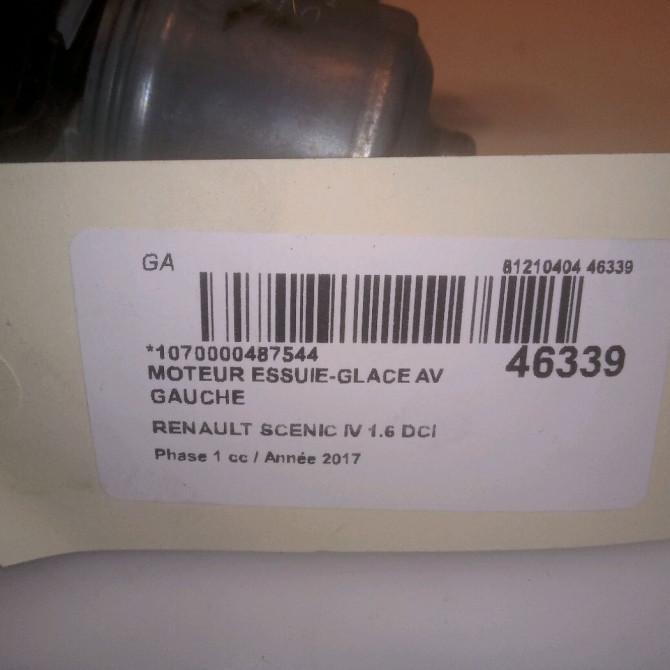 GA
81210404 46339
*1070000487544
46339
MOTEUR ESSUIE-GLACE AV
GAUCHE
RENAULT SCENIC IV 1.6 DCI
Phase 1 cc / Année 2017